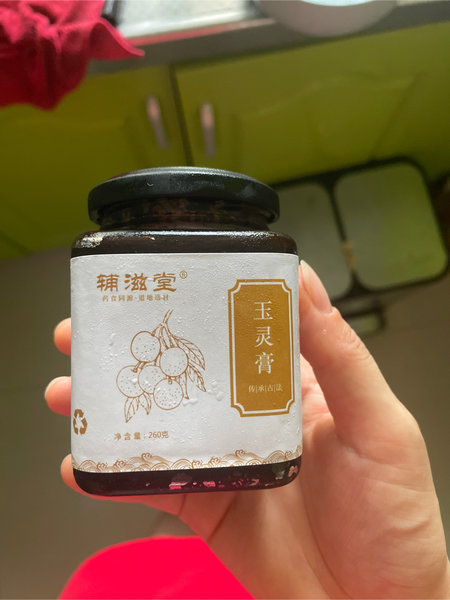 辅滋堂®
药食同源·道地选材
玉灵膏
传|承|古|法
净含量:260克